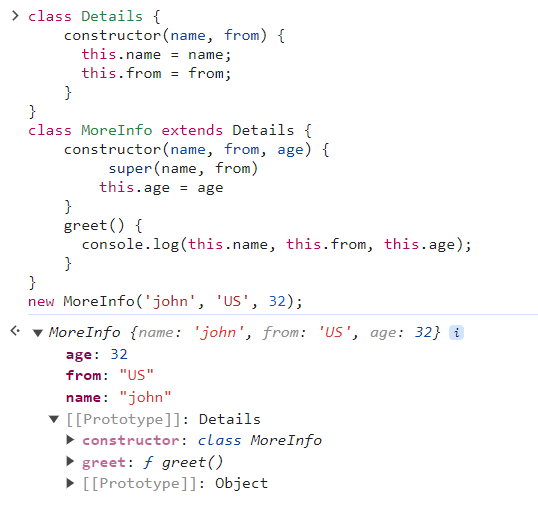 class Details {
constructor(name, from) {
this.name = name;
this.from = from;
}
}
class MoreInfo extends Details {
constructor(name, from, age) {
super(name, from)
this.age = age
}
greet() {
console.log(this.name, this.from, this.age);
}
}
new MoreInfo('john', 'US', 32);
MoreInfo {name: 'john', from: 'US', age: 32} i
age: 32
from: "US"
name: "john"
[[Prototype]]: Details
constructor: class MoreInfo
greet: ƒ greet()
[[Prototype]]: Object